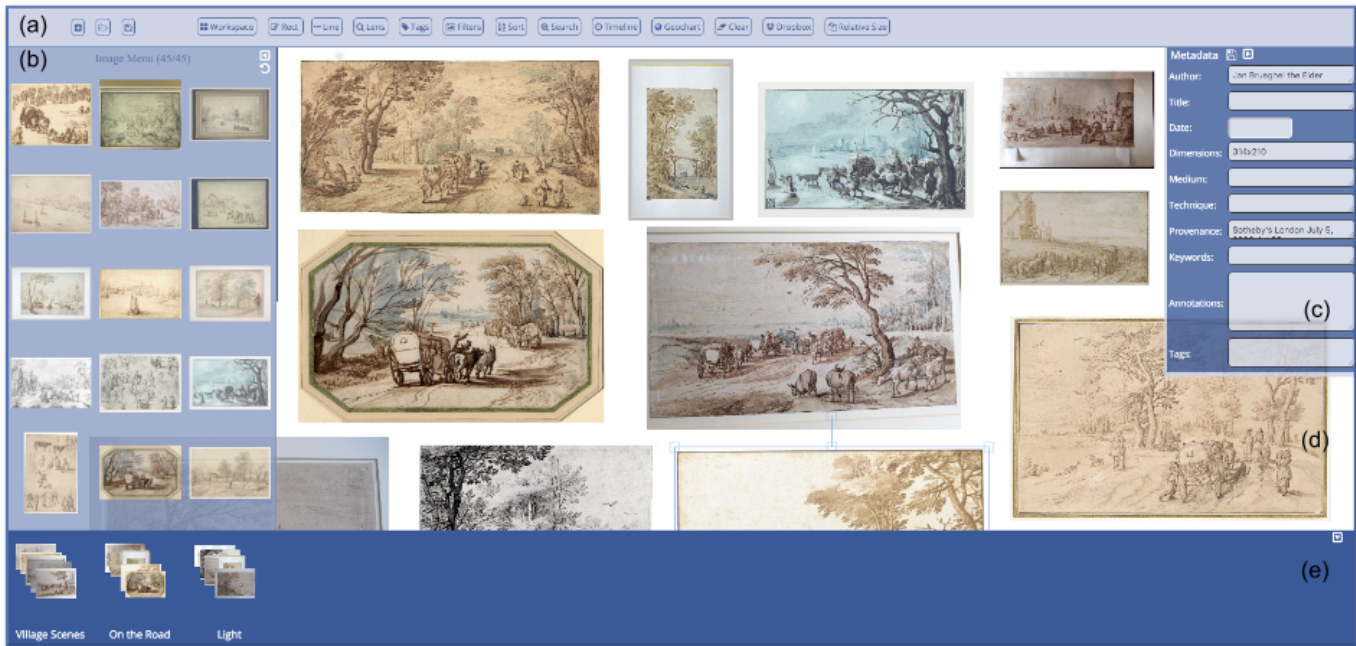 (a)
Workspace Rect Line Lens Tags Filters Sort Search Timeline Geochart Clear Dropbox Relative Size
(b)
Image Menu (45/45)
Metadata
Author: Jan Brueghel the Elder
Title:
Date:
Dimensions: 314x210
Medium:
Technique:
Provenance: Sotheby's London July 5,
Keywords:
Annotations:
(c)
Tags:
(d)
(e)
Village Scenes On the Road Light